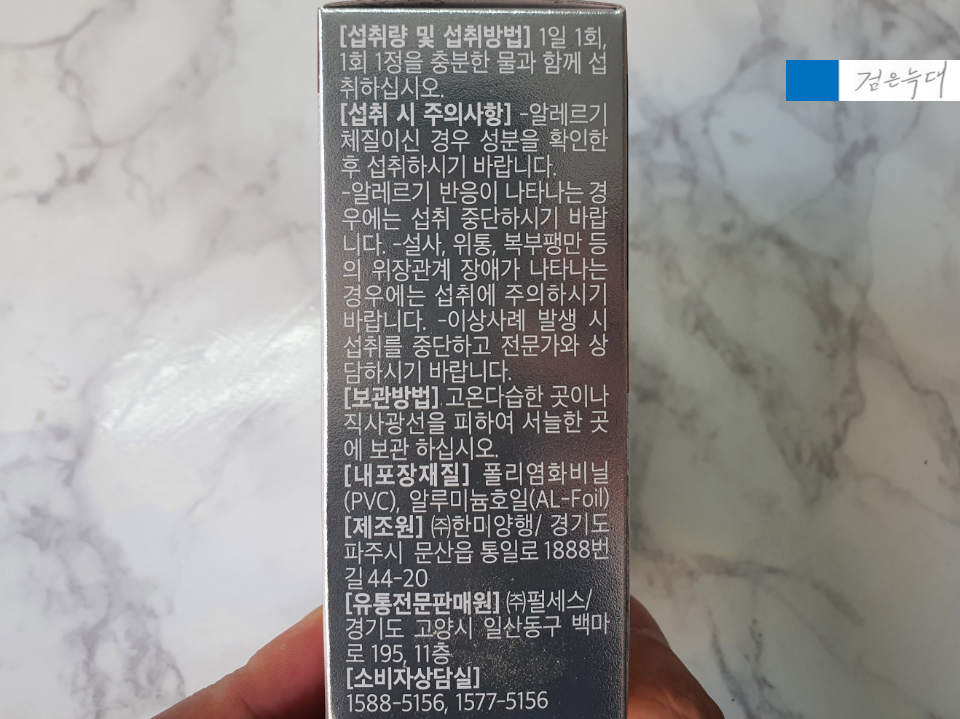 [섭취량 및 섭취방법] 1일 1회,
1회 1정을 충분한 물과 함께 섭
취하십시오.
[섭취 시 주의사항] -알레르기
체질이신 경우 성분을 확인한
후 섭취하시기 바랍니다.
-알레르기 반응이 나타나는 경
우에는 섭취 중단하시기 바랍
니다. -설사, 위통, 복부팽만 등
의 위장관계 장애가 나타나는
경우에는 섭취에 주의하시기
바랍니다. -이상사례 발생 시
섭취를 중단하고 전문가와 상
담하시기 바랍니다.
[보관방법] 고온다습한 곳이나
직사광선을 피하여 서늘한 곳
에 보관 하십시오.
[내포장재질] 폴리염화비닐
(PVC), 알루미늄호일(AL-Foil)
[제조원] ㈜한미양행/ 경기도
파주시 문산읍 통일로 1888번
길 44-20
[유통전문판매원] ㈜펄세스/
경기도 고양시 일산동구 백마
로 195, 11층
[소비자상담실]
1588-5156, 1577-5156
검은늑대